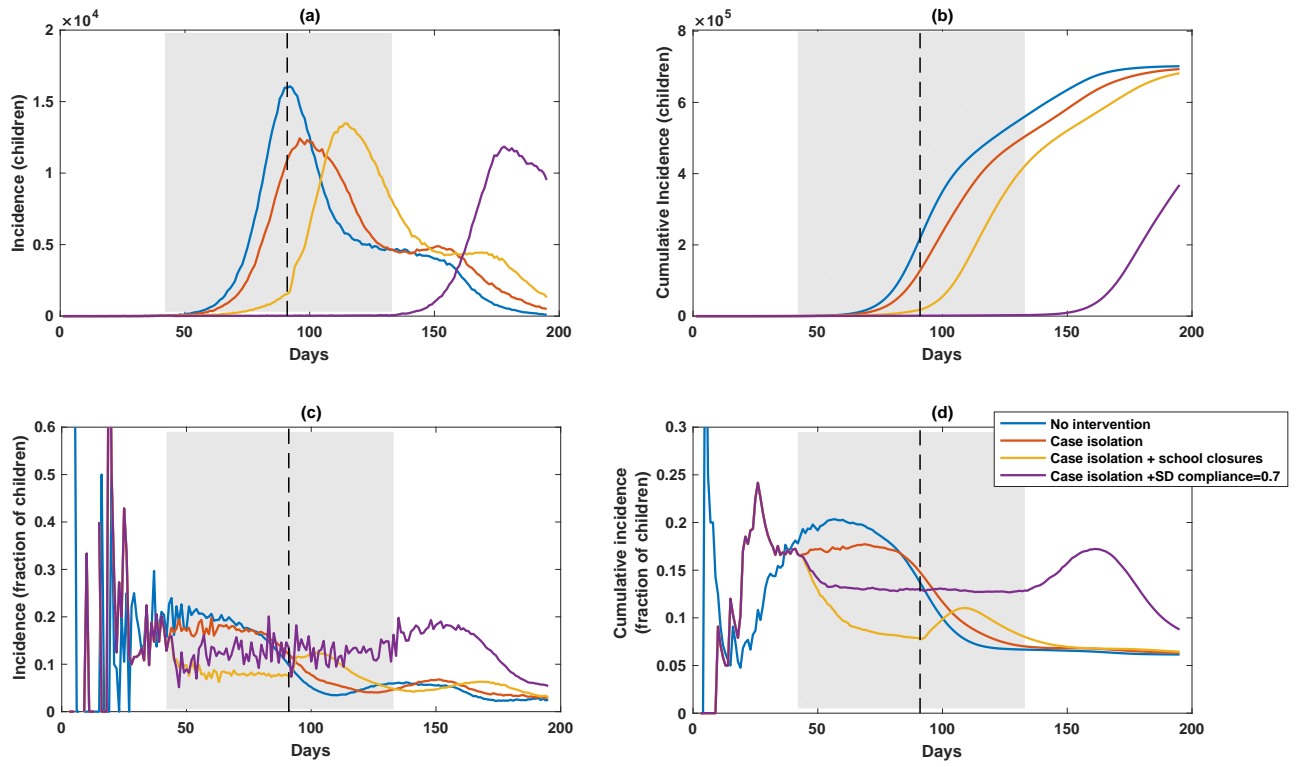 (a)
×10⁴
2
1.5
1
0.5
0
0
50
100
150
200
Incidence (children)
Days
(b)
×10⁵
8
6
4
2
0
0
50
100
150
200
Cumulative Incidence (children)
Days
(c)
0.6
0.5
0.4
0.3
0.2
0.1
0
0
50
100
150
200
Incidence (fraction of children)
Days
(d)
0.3
0.25
0.2
0.15
0.1
0.05
0
0
50
100
150
200
Cumulative incidence
(fraction of children)
Days
No intervention
Case isolation
Case isolation + school closures
Case isolation +SD compliance=0.7